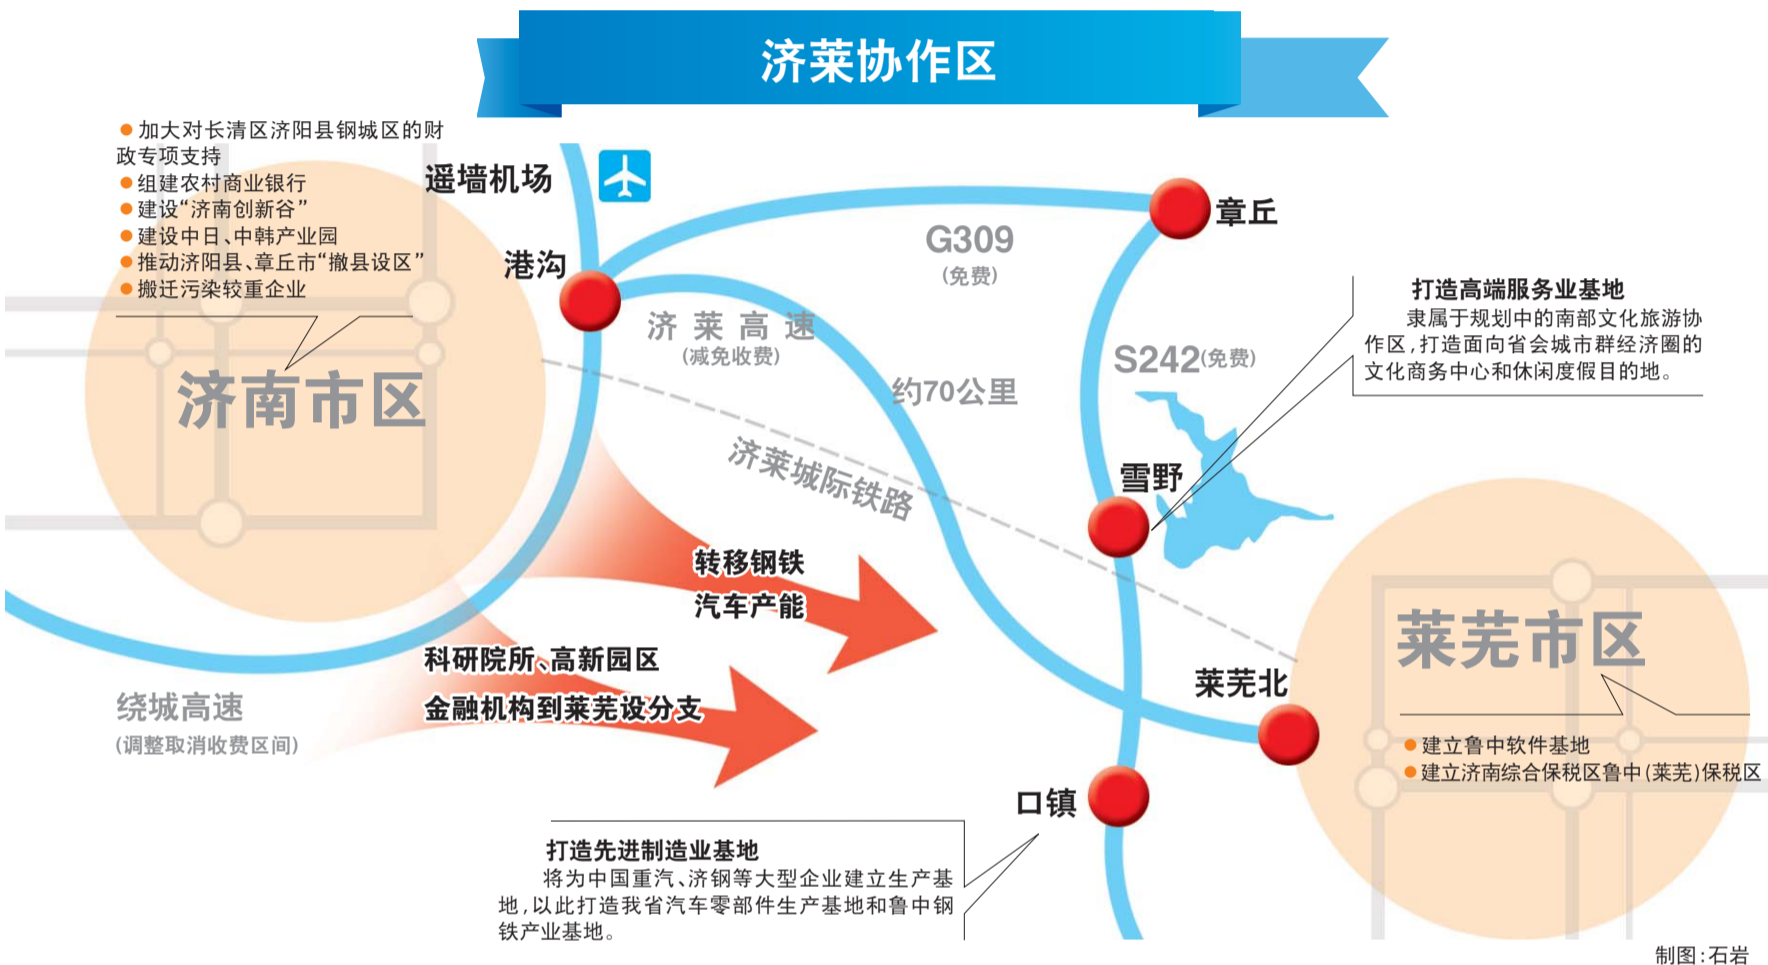 济莱协作区
●加大对长清区济阳县钢城区的财
政专项支持
●组建农村商业银行
●建设“济南创新谷”
●建设中日、中韩产业园
●推动济阳县、章丘市“撤县设区”
●搬迁污染较重企业
济南市区
遥墙机场
港沟
G309
(免费)
章丘
济莱高速
(减免收费)
约70公里
S242(免费)
打造高端服务业基地
隶属于规划中的南部文化旅游协
作区,打造面向省会城市群经济圈的
文化商务中心和休闲度假目的地。
济莱城际铁路
雪野
转移钢铁
汽车产能
科研院所、高新园区
金融机构到莱芜设分支
绕城高速
(调整取消收费区间)
莱芜市区
莱芜北
●建立鲁中软件基地
●建立济南综合保税区鲁中(莱芜)保税区
口镇
打造先进制造业基地
将为中国重汽、济钢等大型企业建立生产基
地,以此打造我省汽车零部件生产基地和鲁中钢
铁产业基地。
制图:石岩